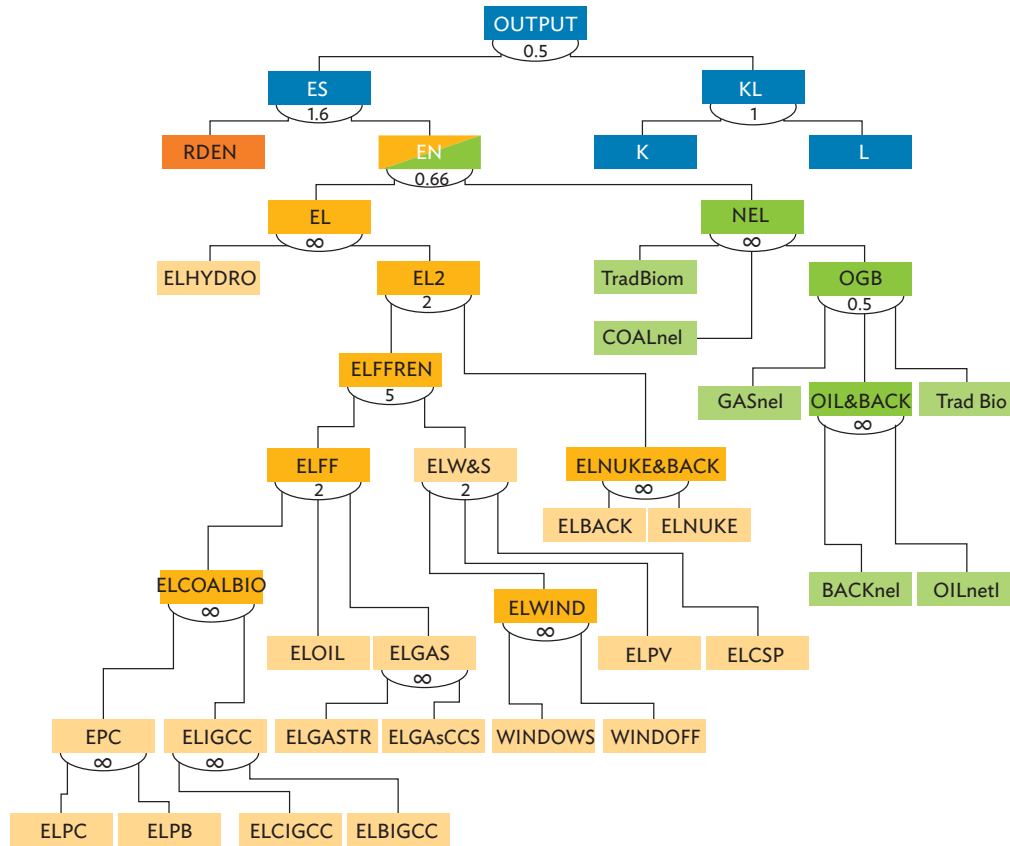 OUTPUT
0.5
ES
KL
1.6
1
RDEN
EN
K
L
0.66
EL
NEL
∞
∞
ELHYDRO
EL2
TradBiom
OGB
2
0.5
COALnel
ELFFREN
5
GASnel
OIL&BACK
Trad Bio
∞
ELFF
ELW&S
ELNUKE&BACK
2
2
∞
ELBACK
ELNUKE
ELCOALBIO
∞
BACKnel
OILnetl
ELWIND
∞
ELOIL
ELGAS
ELPV
ELCSP
∞
EPC
ELIGCC
ELGASTR
ELGAsCCS
WINDOWS
WINDOFF
∞
∞
ELPC
ELPB
ELCIGCC
ELBIGCC